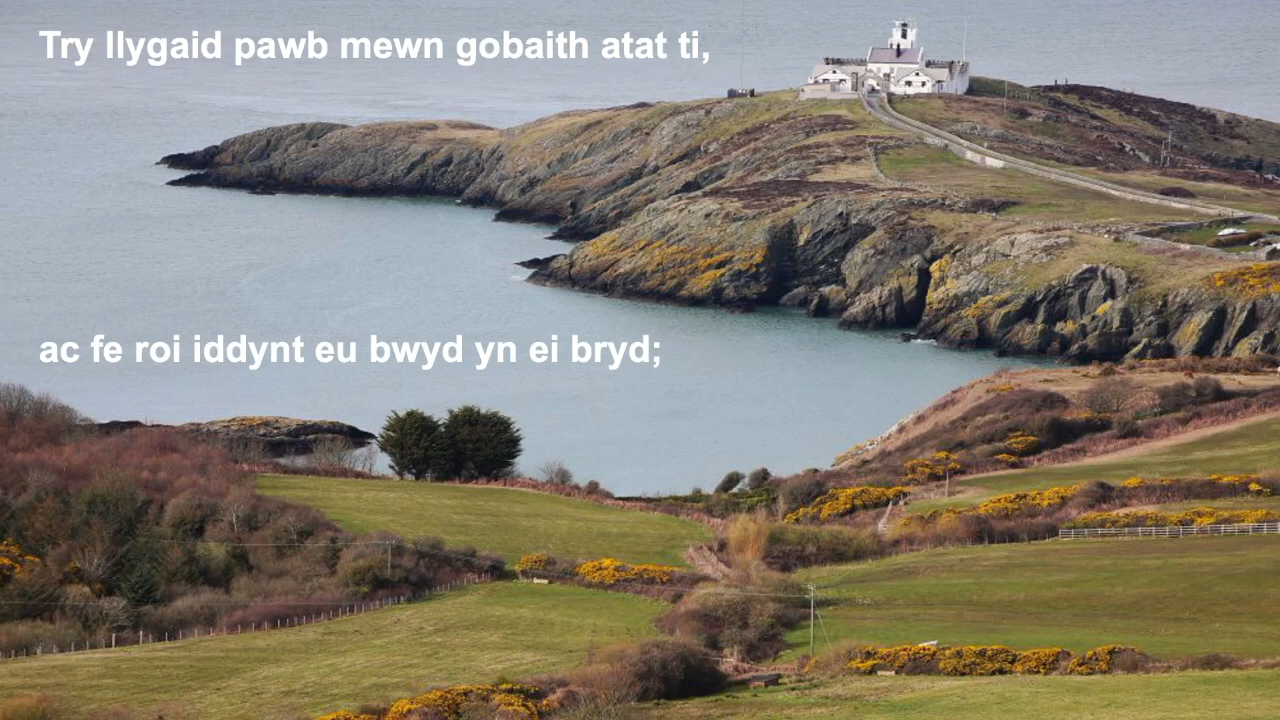 Try llygaid pawb mewn gobaith atat ti,
ac fe roi iddynt eu bwyd yn ei bryd;